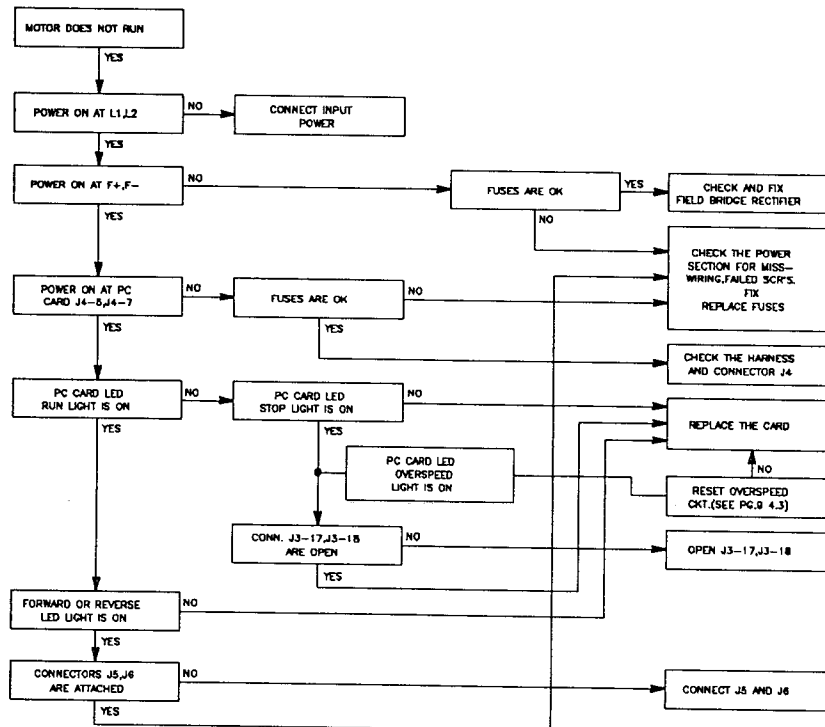 MOTOR DOES NOT RUN
YES
POWER ON AT L1,L2
NO
CONNECT INPUT
POWER
YES
POWER ON AT F+,F-
NO
FUSES ARE OK
YES
CHECK AND FIX
FIELD BRIDGE RECTIFIER
YES
NO
CHECK THE POWER
SECTION FOR MISS-
WIRING,FAILED SCR'S.
FIX
REPLACE FUSES
POWER ON AT PC
CARD J4-5,J4-7
NO
FUSES ARE OK
NO
YES
YES
CHECK THE HARNESS
AND CONNECTOR J4
PC CARD LED
RUN LIGHT IS ON
NO
PC CARD LED
STOP LIGHT IS ON
NO
REPLACE THE CARD
YES
YES
PC CARD LED
OVERSPEED
LIGHT IS ON
NO
RESET OVERSPEED
CKT.(SEE PG.9 4.3)
CONN. J3-17,J3-18
ARE OPEN
NO
OPEN J3-17,J3-18
YES
FORWARD OR REVERSE
LED LIGHT IS ON
NO
YES
CONNECTORS J5,J6
ARE ATTACHED
NO
CONNECT J5 AND J6
YES